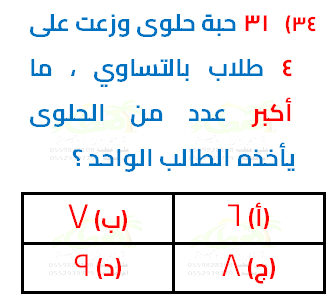 ٣٤) ٣١ حبة حلوى وزعت على
٤ طلاب بالتساوي ، ما
أكبر عدد من الحلوى
يأخذه الطالب الواحد ؟
(أ) ٦ (ب) ٧
(ج) ٨ (د) ٩